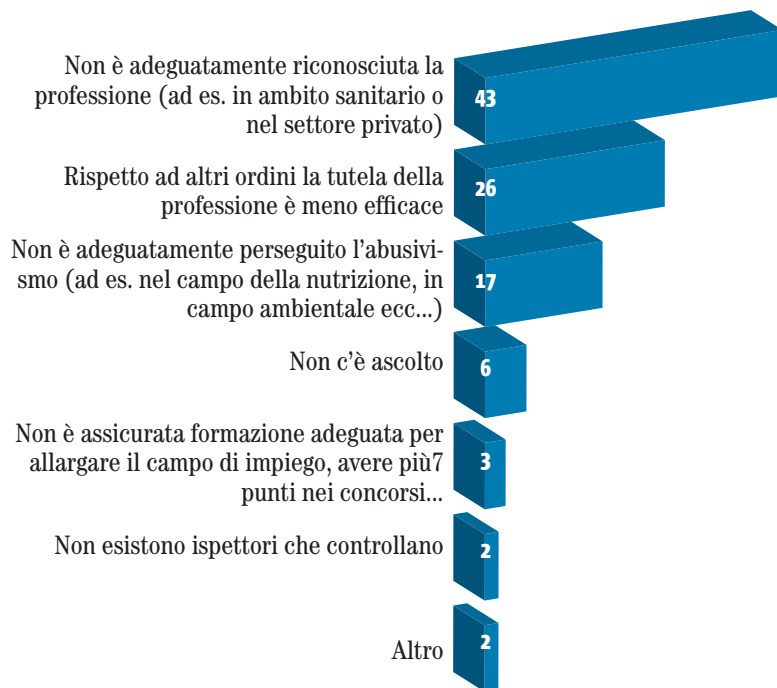 Non è adeguatamente riconosciuta la
professione (ad es. in ambito sanitario o
nel settore privato)
43
Rispetto ad altri ordini la tutela della
professione è meno efficace
26
Non è adeguatamente perseguito l’abusivi-
smo (ad es. nel campo della nutrizione, in
campo ambientale ecc...)
17
Non c’è ascolto
6
Non è assicurata formazione adeguata per
allargare il campo di impiego, avere più7
punti nei concorsi...
3
Non esistono ispettori che controllano
2
Altro
2